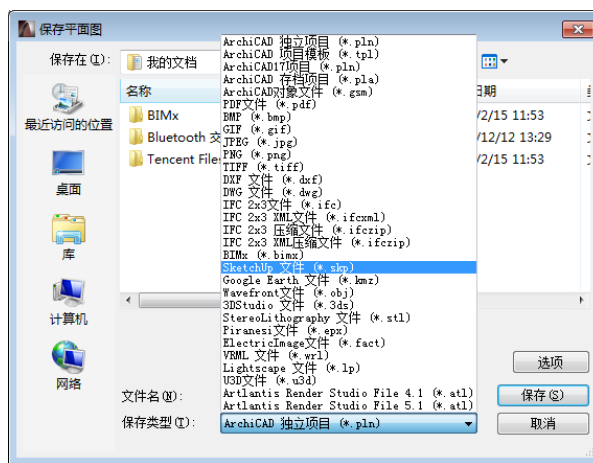 保存平面图
保存在(I):
我的文档
名称
日期
BIMx
/2/15 11:53
Bluetooth 交
/12/12 13:29
Tencent File
/2/15 11:53
最近访问的位置
桌面
库
计算机
网络
ArchiCAD 独立项目 (*.pln)
ArchiCAD 项目模板 (*.tpl)
ArchiCAD17项目 (*.pln)
ArchiCAD 存档项目 (*.pla)
ArchiCAD对象文件 (*.gsm)
PDF文件 (*.pdf)
BMP (*.bmp)
GIF (*.gif)
JPEG (*.jpg)
PNG (*.png)
TIFF (*.tiff)
DXF 文件 (*.dxf)
DWG 文件 (*.dwg)
IFC 2x3文件 (*.ifc)
IFC 2x3 XML文件 (*.ifcxml)
IFC 2x3 压缩文件 (*.ifczip)
IFC 2x3 XML压缩文件 (*.ifczip)
BIMx (*.bimx)
SketchUp 文件 (*.skp)
Google Earth 文件 (*.kmz)
Wavefront文件 (*.obj)
3DStudio 文件 (*.3ds)
StereoLithography 文件 (*.stl)
Piranesi文件 (*.epx)
ElectricImage文件 (*.fact)
VRML 文件 (*.wrl)
Lightscape 文件 (*.lp)
U3D文件 (*.u3d)
Artlantis Render Studio File 4.1 (*.atl)
Artlantis Render Studio File 5.1 (*.atl)
选项
文件名(N):
保存(S)
保存类型(T):
ArchiCAD 独立项目 (*.pln)
取消